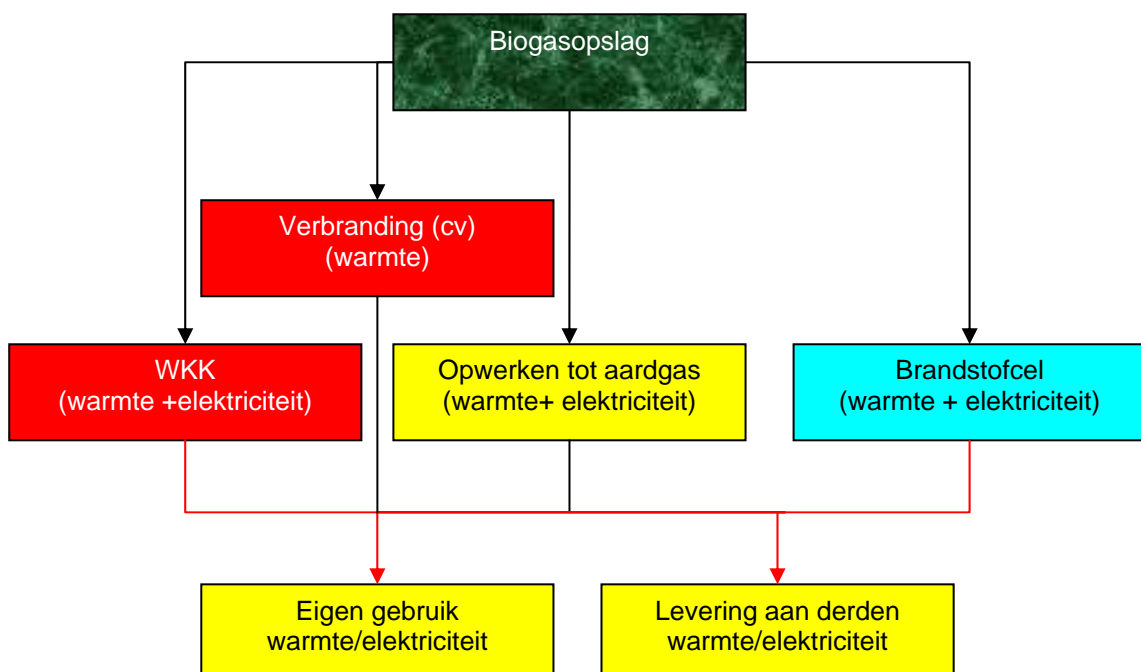 Biogasopslag
Verbranding (cv)
(warmte)
WKK
(warmte +elektriciteit)
Opwerken tot aardgas
(warmte+ elektriciteit)
Brandstofcel
(warmte + elektriciteit)
Eigen gebruik
warmte/elektriciteit
Levering aan derden
warmte/elektriciteit